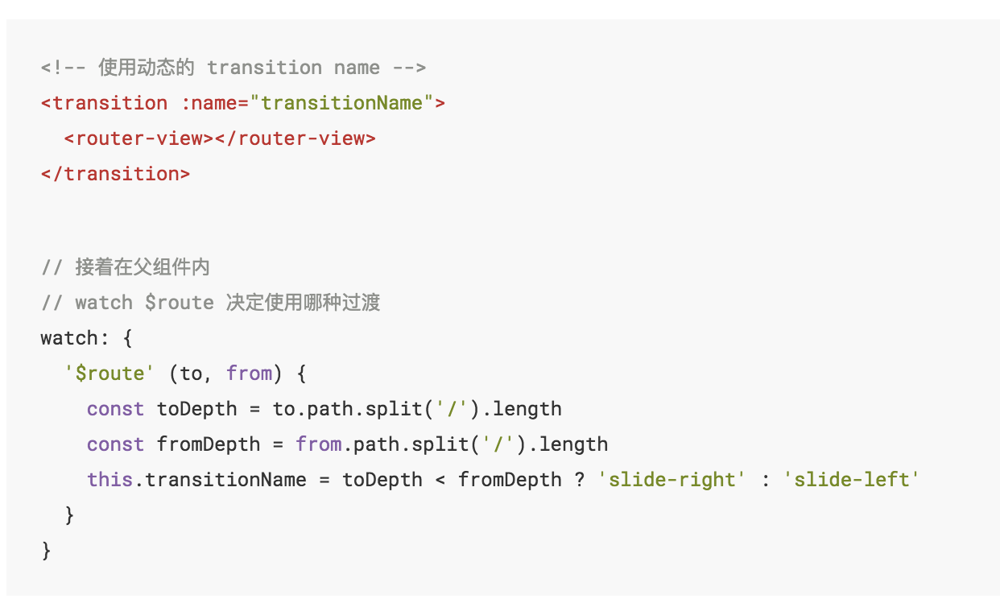 <!-- 使用动态的 transition name -->
<transition :name="transitionName">
  <router-view></router-view>
</transition>
// 接着在父组件内
// watch $route 决定使用哪种过渡
watch: {
  '$route' (to, from) {
    const toDepth = to.path.split('/').length
    const fromDepth = from.path.split('/').length
    this.transitionName = toDepth < fromDepth ? 'slide-right' : 'slide-left'
  }
}